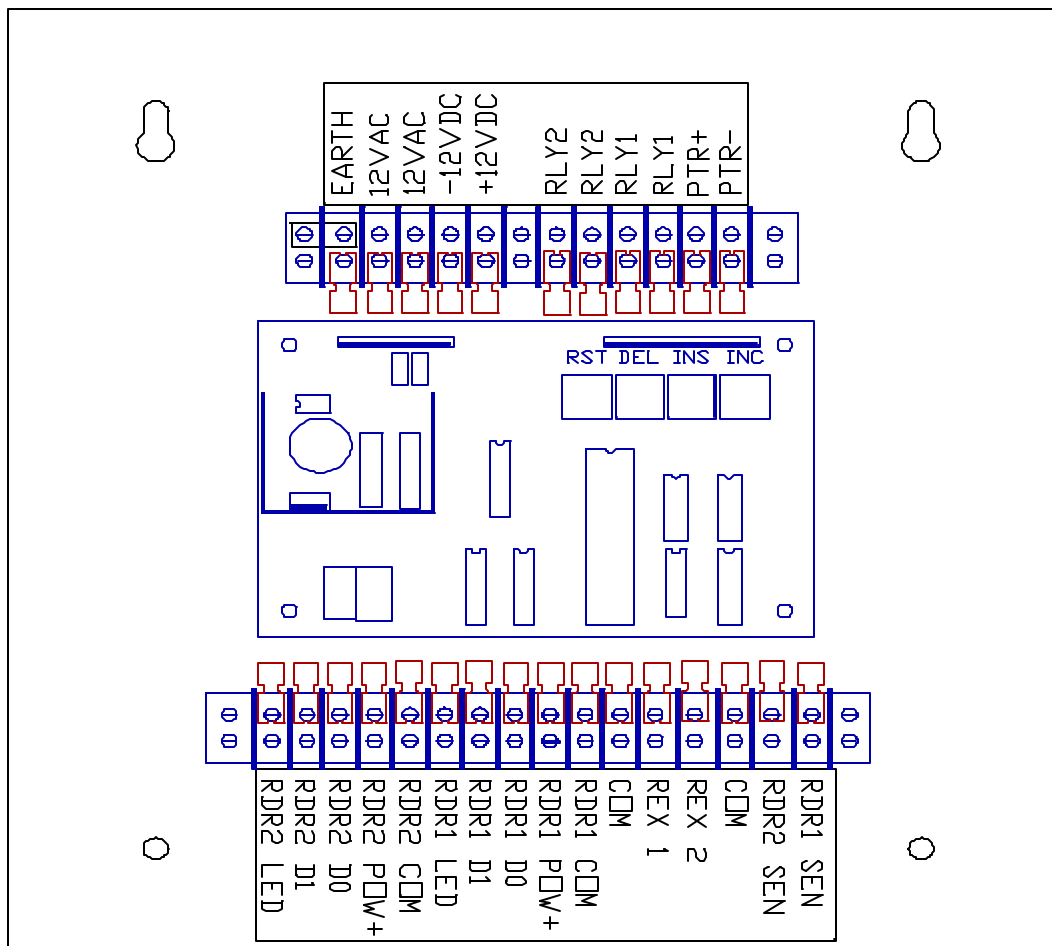 EARTH
12VAC
12VAC
-12VDC
+12VDC
RLY2
RLY2
RLY1
RLY1
PTR+
PTR-
RST DEL INS INC
RDR2 LED
RDR2 D1
RDR2 D0
RDR2 POW+
RDR2 COM
RDR1 LED
RDR1 D1
RDR1 D0
RDR1 POW+
RDR1 COM
COM
REX 1
REX 2
COM
RDR2 SEN
RDR1 SEN